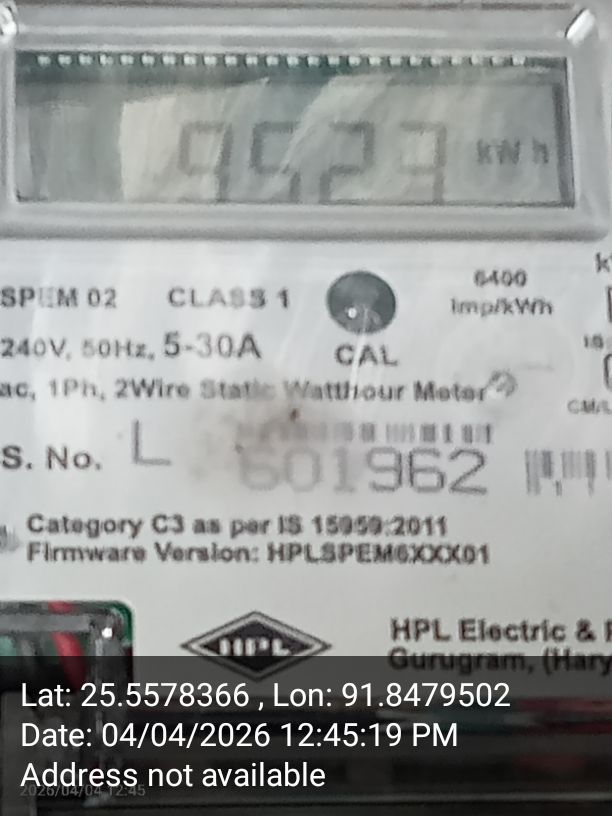 9523 kWh
SPEM 02 CLASS 1
6400
Imp/kWh
240V, 50Hz, 5-30A
CAL
ac, 1Ph, 2Wire Static Watthour Meter
CM/L
S. No. L 601962
Category C3 as per IS 15959:2011
Firmware Version: HPLSPEM6XXX01
HPL
HPL Electric &
Gurugram, (Hary
Lat: 25.5578366 , Lon: 91.8479502
Date: 04/04/2026 12:45:19 PM
Address not available
2026/04/04 12:45